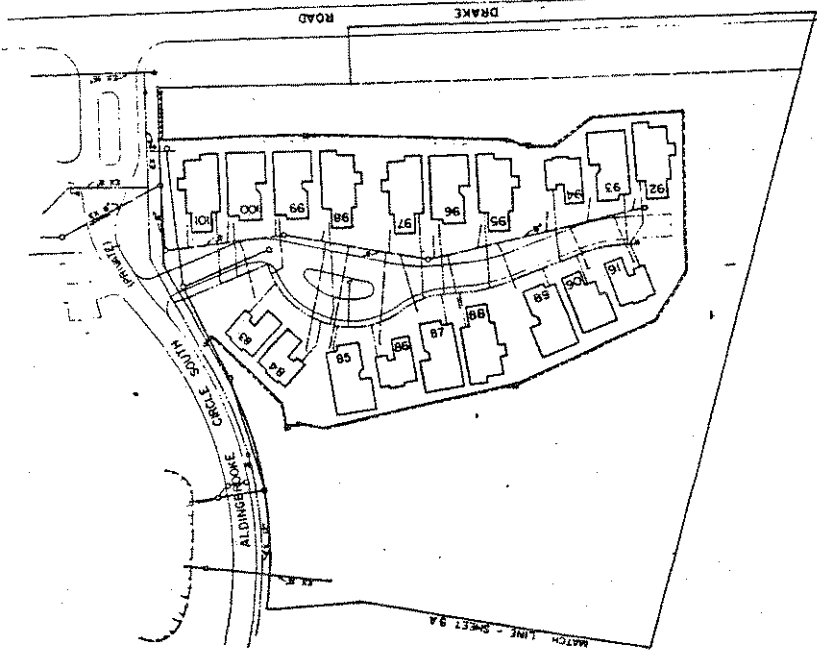 DRAKE ROAD
101 100 99 98 97 96 95 94 93 92
83 84 85 86 87 88 89 90 91
(PRIVATE)
ALDINGBROOKE CIRCLE SOUTH
MATCH LINE - SHEET 9A